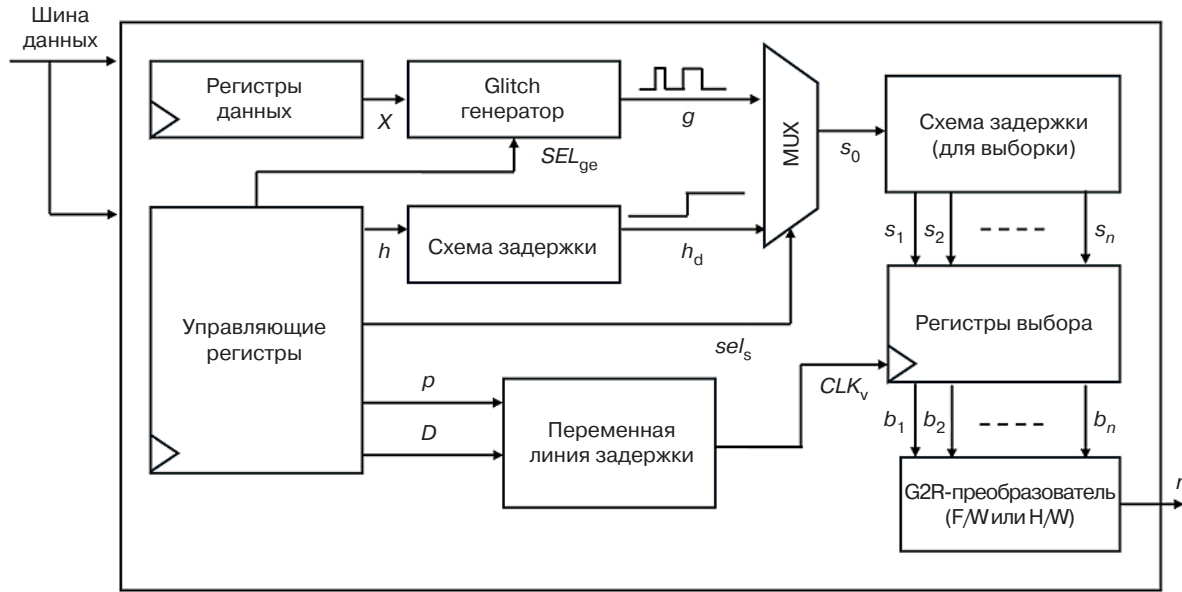 Шина
данных
Регистры
данных
X
Glitch
генератор
g
MUX
s0
Схема задержки
(для выборки)
SELge
h
Схема задержки
hd
s1 s2 sn
Управляющие
регистры
sels
Регистры выбора
p
D
Переменная
линия задержки
CLKv
b1 b2 bn
G2R-преобразователь
(F/W или H/W)
r